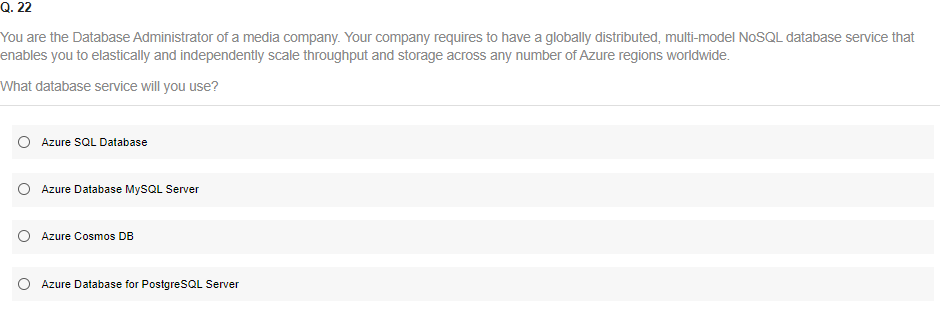 Q. 22
You are the Database Administrator of a media company. Your company requires to have a globally distributed, multi-model NoSQL database service that
enables you to elastically and independently scale throughput and storage across any number of Azure regions worldwide.
What database service will you use?
Azure SQL Database
Azure Database MySQL Server
Azure Cosmos DB
Azure Database for PostgreSQL Server